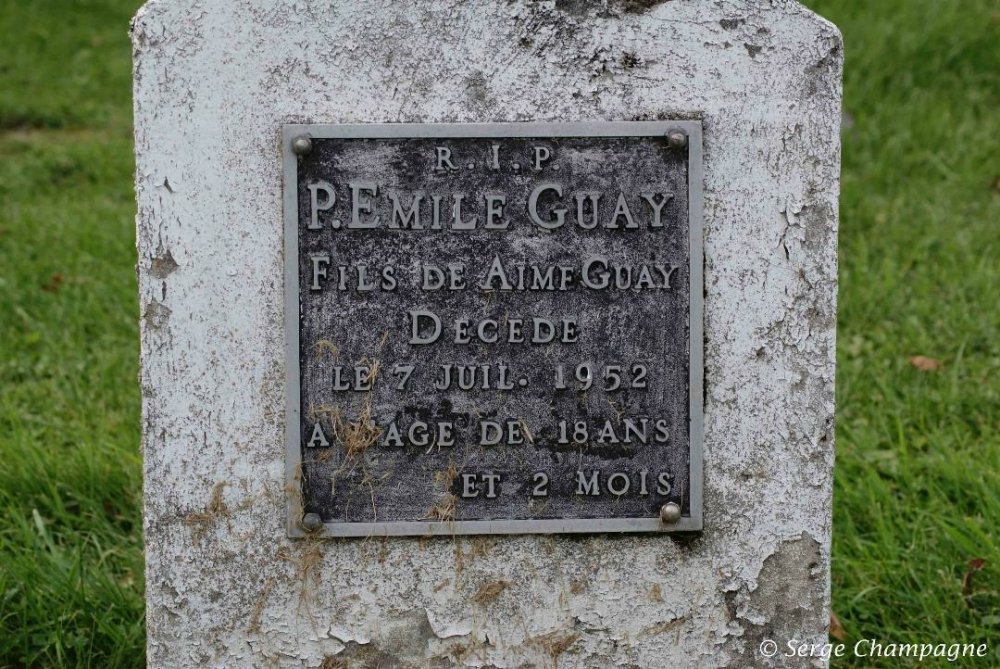 R.I.P
P. EMILE GUAY
FILS DE AIME GUAY
DECEDE
LE 7 JUIL. 1952
A L'AGE DE 18 ANS
ET 2 MOIS
© Serge Champagne